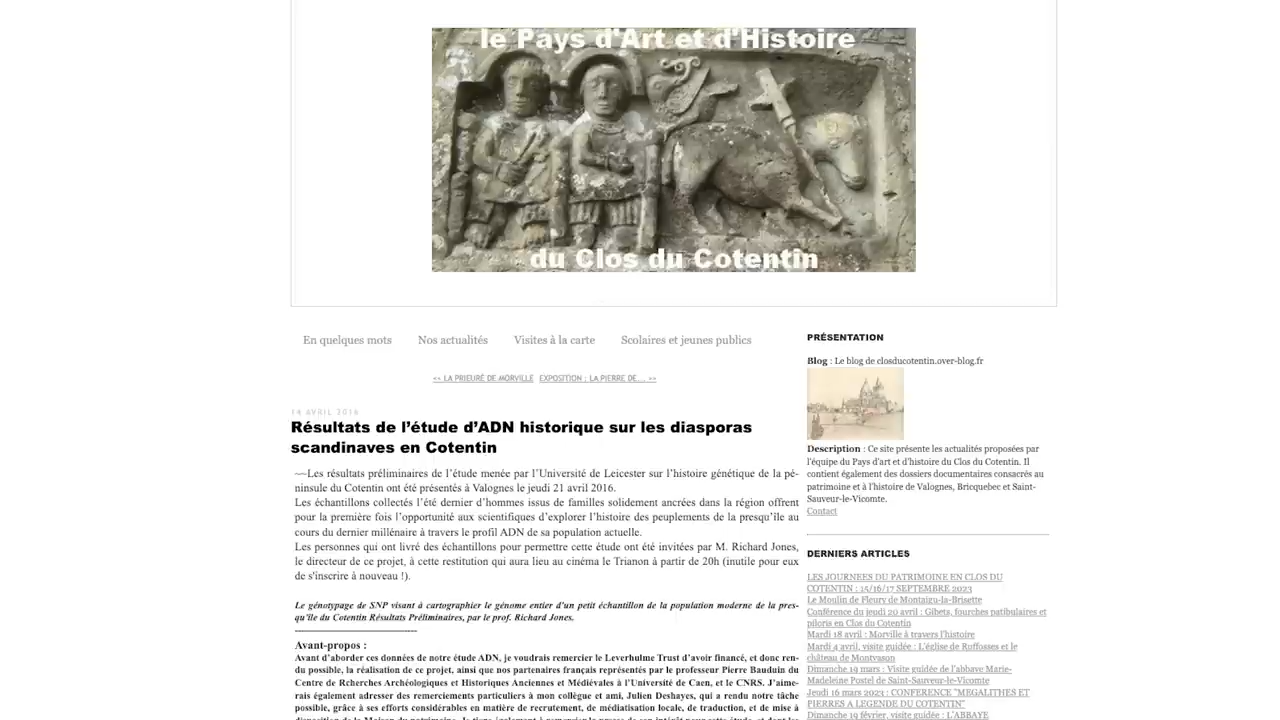 le Pays d'Art et d'Histoire
du Clos du Cotentin
En quelques mots Nos actualités Visites à la carte Scolaires et jeunes publics
<< LA PRIEURÉ DE MORVILLE EXPOSITION : LA PIERRE DE... >>
14 AVRIL 2016
Résultats de l'étude d'ADN historique sur les diasporas
scandinaves en Cotentin
~~Les résultats préliminaires de l'étude menée par l'Université de Leicester sur l'histoire génétique de la pé-
ninsule du Cotentin ont été présentés à Valognes le jeudi 21 avril 2016.
Les échantillons collectés l'été dernier d'hommes issus de familles solidement ancrées dans la région offrent
pour la première fois l'opportunité aux scientifiques d'explorer l'histoire des peuplements de la presqu'île au
cours du dernier millénaire à travers le profil ADN de sa population actuelle.
Les personnes qui ont livré des échantillons pour permettre cette étude ont été invitées par M. Richard Jones,
le directeur de ce projet, à cette restitution qui aura lieu au cinéma le Trianon à partir de 20h (inutile pour eux
de s'inscrire à nouveau !).
Le génotypage de SNP visant à cartographier le génome entier d'un petit échantillon de la population moderne de la pres-
qu'île du Cotentin Résultats Préliminaires, par le prof. Richard Jones.
Avant-propos :
Avant d'aborder ces données de notre étude ADN, je voudrais remercier le Leverhulme Trust d'avoir financé, et donc ren-
du possible, la réalisation de ce projet, ainsi que nos partenaires français représentés par le professeur Pierre Bauduin du
Centre de Rcherches Archéologiques et Historiques Anciennes et Médiévales à l'Université de Caen, et le CNRS. J'aime-
rais également adresser des remerciements particuliers à mon collègue et ami, Julien Deshayes, qui a rendu notre tâche
possible, grâce à ses efforts considérables en matière de recrutement, de médiatisation locale, de traduction, et de mise à
PRÉSENTATION
Blog : Le blog de closducotentin.over-blog.fr
Description : Ce site présente les actualités proposées par
l'équipe du Pays d'art et d'histoire du Clos du Cotentin. Il
contient également des dossiers documentaires consacrés au
patrimoine et à l'histoire de Valognes, Bricquebec et Saint-
Sauveur-le-Vicomte.
Contact
DERNIERS ARTICLES
LES JOURNEES DU PATRIMOINE EN CLOS DU
COTENTIN : 15/16/17 SEPTEMBRE 2023
Le Moulin de Fleury de Montaizu-la-Brisette
Conférence du jeudi 20 avril : Gibets, fourches patibulaires et
piloris en Clos du Cotentin
Mardi 18 avril : Morville à travers l'histoire
Mardi 4 avril, visite guidée : L'église de Ruffosses et le
château de Montvason
Dimanche 19 mars : Visite guidée de l'abbaye Marie-
Madeleine Postel de Saint-Sauveur-le-Vicomte
Jeudi 16 mars 2023 : CONFERENCE "MEGALITHES ET
PIERRES A LEGENDE DU COTENTIN"
Dimanche 19 février, visite guidée : L'ABBAYE